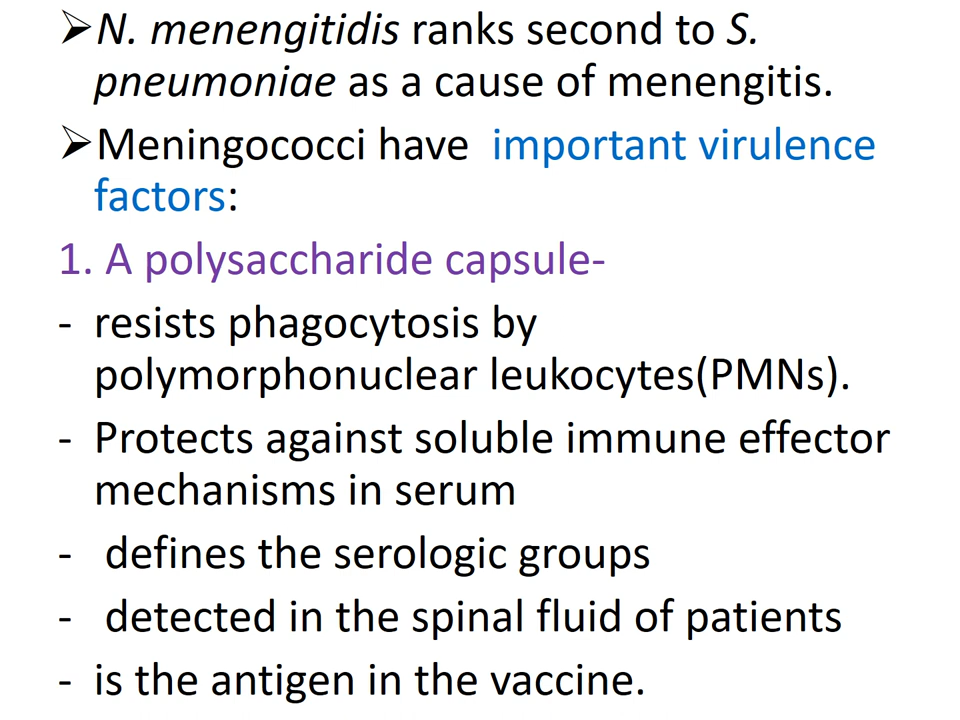 ➢N. menengitidis ranks second to S.
pneumoniae as a cause of menengitis.
➢Meningococci have important virulence
factors:
1. A polysaccharide capsule-
- resists phagocytosis by
polymorphonuclear leukocytes(PMNs).
- Protects against soluble immune effector
mechanisms in serum
- defines the serologic groups
- detected in the spinal fluid of patients
- is the antigen in the vaccine.